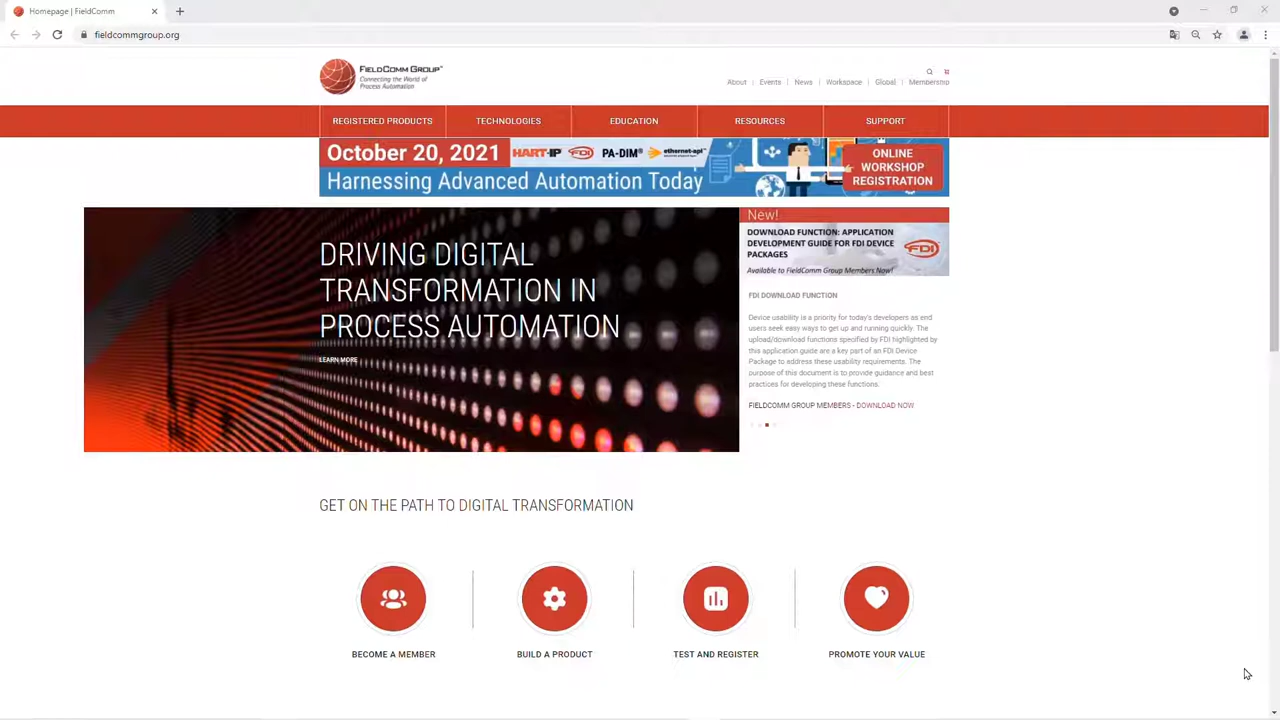 Homepage | FieldComm
fieldcommgroup.org
FIELDCOMM GROUP™
Connecting the World of
Process Automation
About | Events | News | Workspace | Global | Membership
REGISTERED PRODUCTS
TECHNOLOGIES
EDUCATION
RESOURCES
SUPPORT
October 20, 2021
HART-IP
FDI
PA-DIM®
ethernet-apl
Harnessing Advanced Automation Today
ONLINE
WORKSHOP
REGISTRATION
DRIVING DIGITAL
TRANSFORMATION IN
PROCESS AUTOMATION
LEARN MORE
New!
DOWNLOAD FUNCTION: APPLICATION
DEVELOPMENT GUIDE FOR FDI DEVICE
PACKAGES
FDI
Available to FieldComm Group Members Now!
FDI DOWNLOAD FUNCTION
Device usability is a priority for today's developers as end
users seek easy ways to get up and running quickly. The
upload/download functions specified by FDI highlighted by
this application guide are a key part of an FDI Device
Package to address these usability requirements. The
purpose of this document is to provide guidance and best
practices for developing these functions.
FIELDCOMM GROUP MEMBERS - DOWNLOAD NOW
GET ON THE PATH TO DIGITAL TRANSFORMATION
BECOME A MEMBER
BUILD A PRODUCT
TEST AND REGISTER
PROMOTE YOUR VALUE